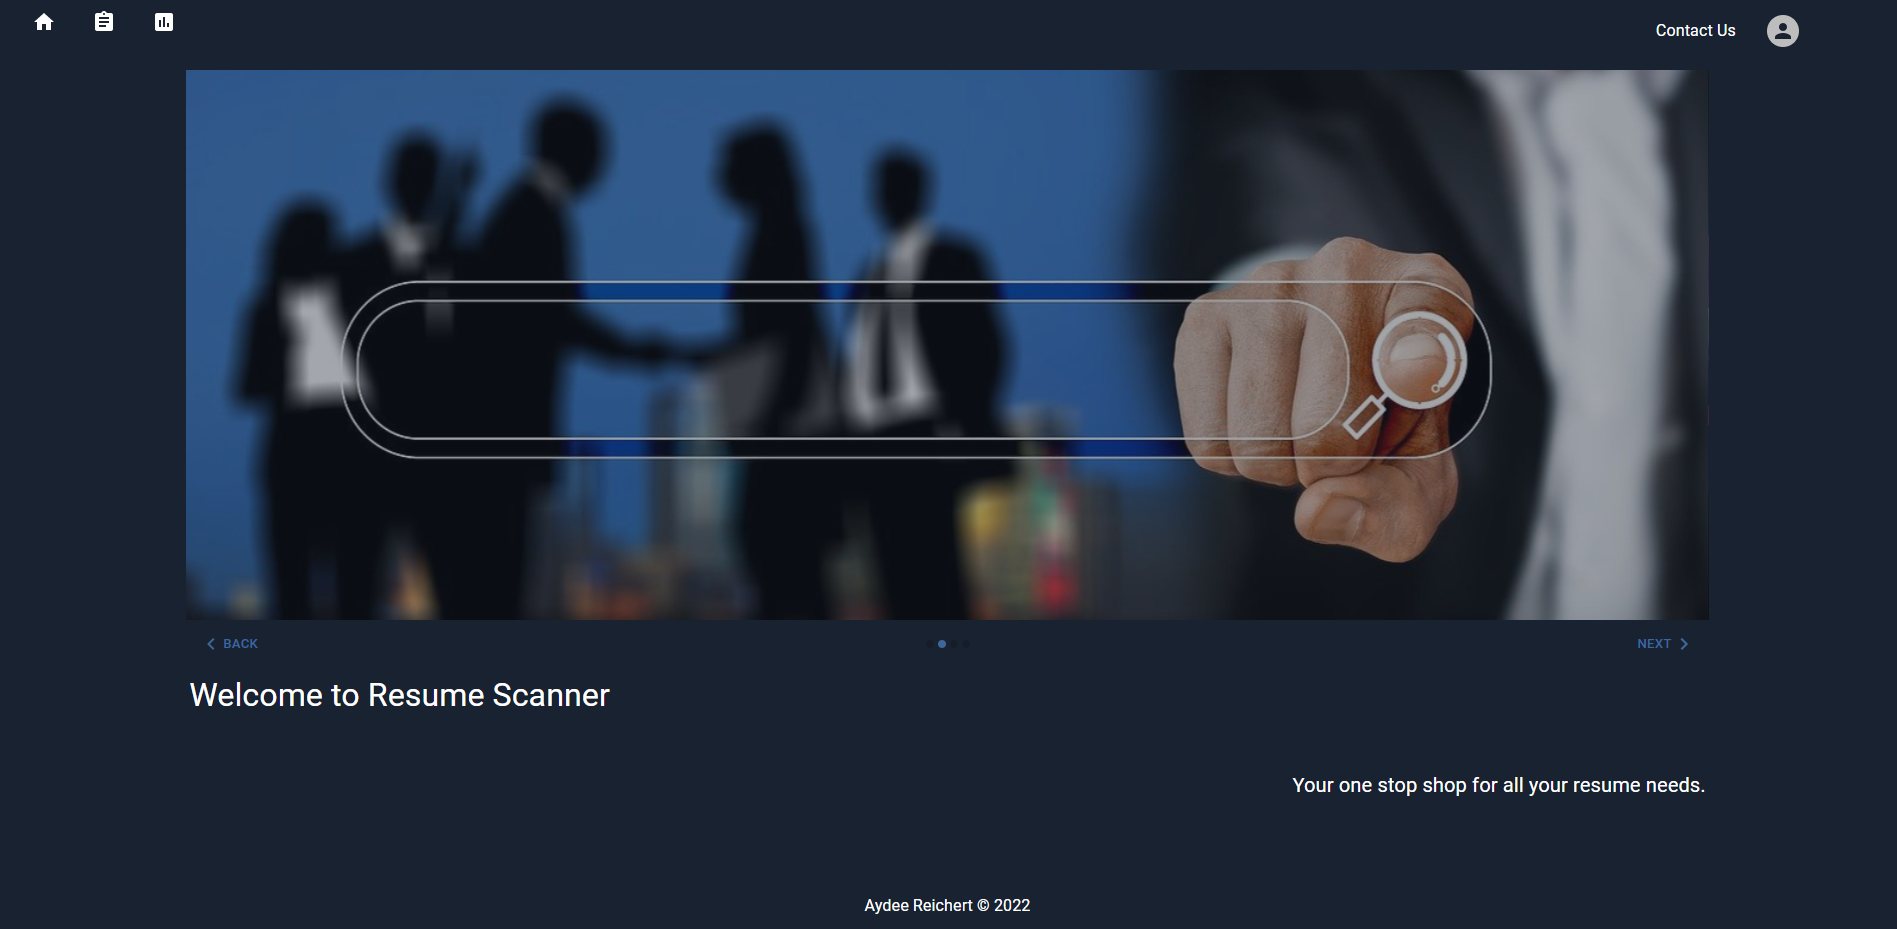 Contact Us
BACK
NEXT
Welcome to Resume Scanner
Your one stop shop for all your resume needs.
Aydee Reichert © 2022